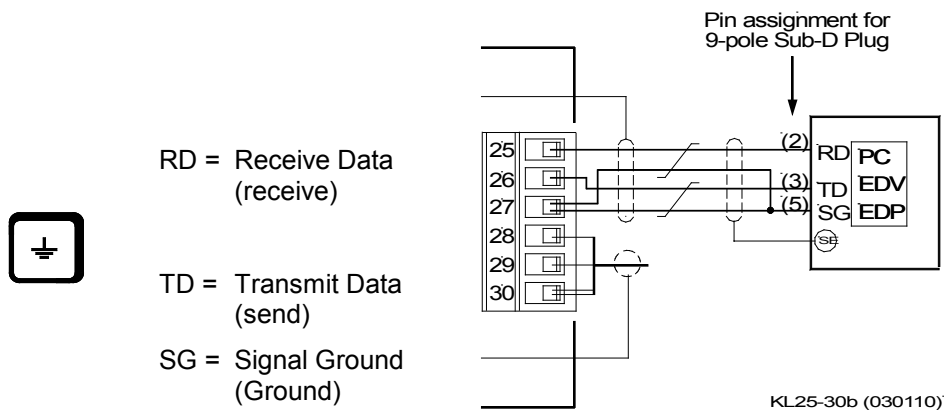 Pin assignment for
9-pole Sub-D Plug
RD = Receive Data
(receive)
TD = Transmit Data
(send)
SG = Signal Ground
(Ground)
25
26
27
28
29
30
(2)
(3)
(5)
RD
TD
SG
PC
EDV
EDP
SE
KL25-30b (030110)